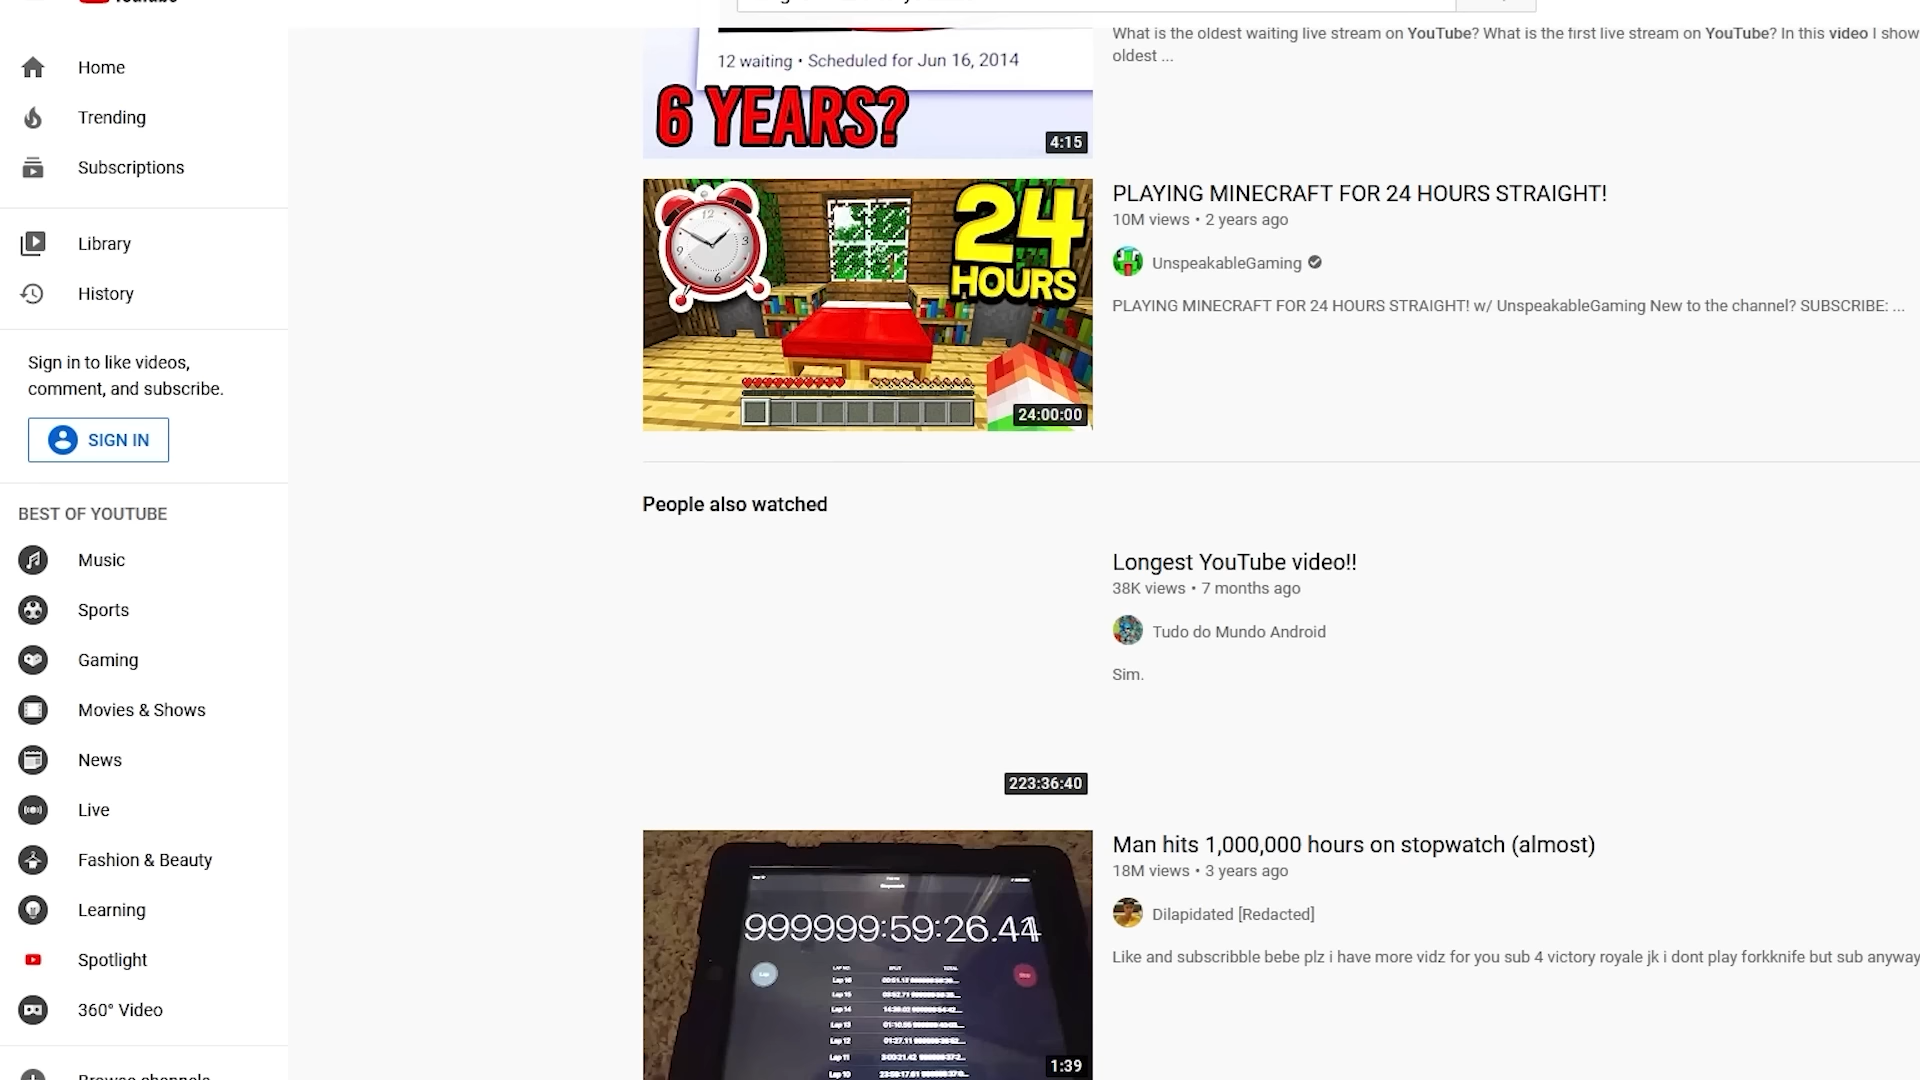 Home
Trending
Subscriptions
Library
History
Sign in to like videos,
comment, and subscribe.
SIGN IN
BEST OF YOUTUBE
Music
Sports
Gaming
Movies & Shows
News
Live
Fashion & Beauty
Learning
Spotlight
360° Video
12 waiting • Scheduled for Jun 16, 2014
6 YEARS?
4:15
What is the oldest waiting live stream on YouTube? What is the first live stream on YouTube? In this video I show
oldest ...
24
HOURS
24:00:00
PLAYING MINECRAFT FOR 24 HOURS STRAIGHT!
10M views • 2 years ago
UnspeakableGaming
PLAYING MINECRAFT FOR 24 HOURS STRAIGHT! w/ UnspeakableGaming New to the channel? SUBSCRIBE: ...
People also watched
223:36:40
Longest YouTube video!!
38K views • 7 months ago
Tudo do Mundo Android
Sim.
999999:59:26.41
1:39
Man hits 1,000,000 hours on stopwatch (almost)
18M views • 3 years ago
Dilapidated [Redacted]
Like and subscribble bebe plz i have more vidz for you sub 4 victory royale jk i dont play forkknife but sub anyway